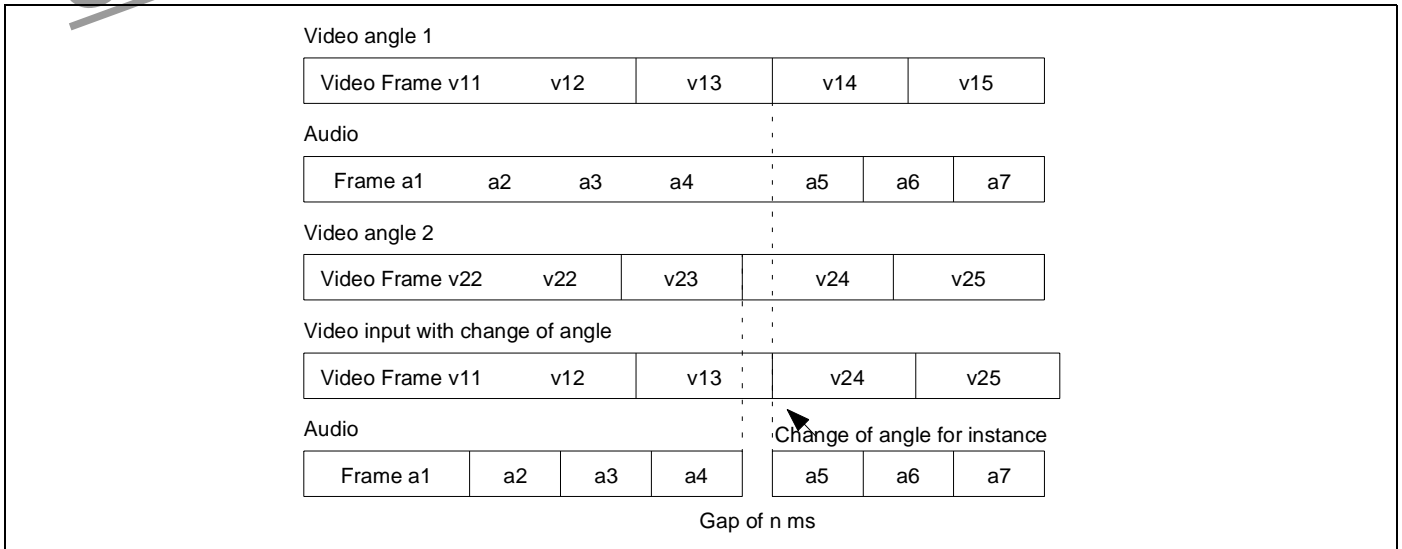 Video angle 1
Video Frame v11 v12 v13 v14 v15
Audio
Frame a1 a2 a3 a4 a5 a6 a7
Video angle 2
Video Frame v22 v22 v23 v24 v25
Video input with change of angle
Video Frame v11 v12 v13 v24 v25
Audio
Change of angle for instance
Frame a1 a2 a3 a4 a5 a6 a7
Gap of n ms